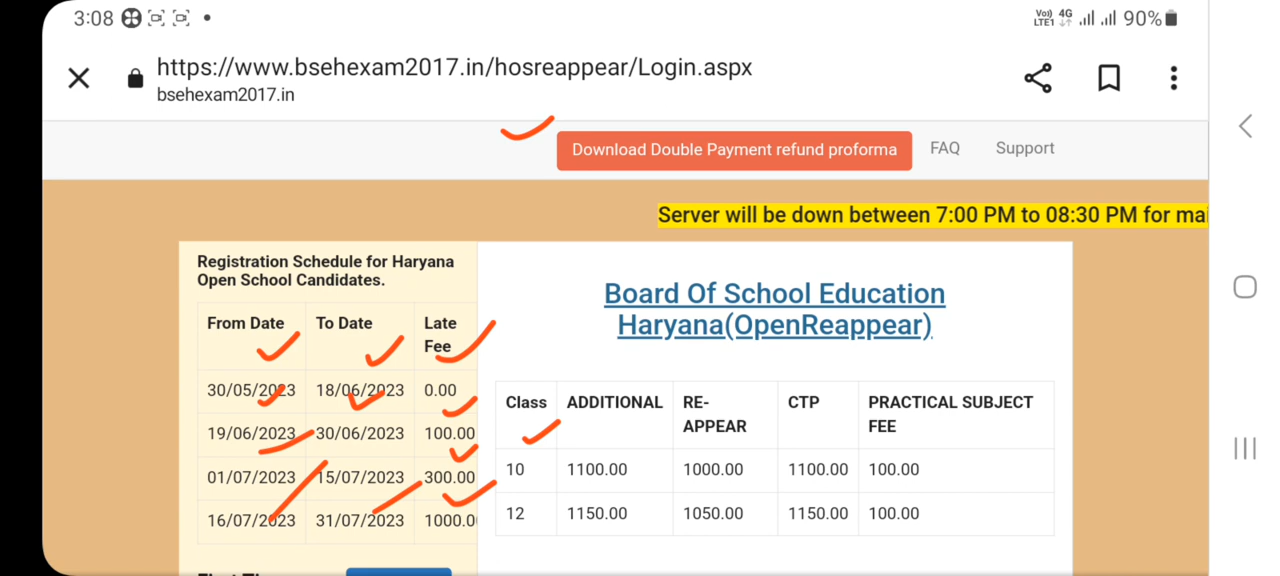 3:08
Vo)) 4G
LTE1 90%
https://www.bsehexam2017.in/hosreappear/Login.aspx
bsehexam2017.in
Download Double Payment refund proforma FAQ Support
Server will be down between 7:00 PM to 08:30 PM for
Registration Schedule for Haryana
Open School Candidates.
From Date To Date Late
Fee
30/05/2023 18/06/2023 0.00
19/06/2023 30/06/2023 100.00
01/07/2023 15/07/2023 300.00
16/07/2023 31/07/2023 1000.0
Board Of School Education
Haryana(OpenReappear)
Class ADDITIONAL RE- CTP PRACTICAL SUBJECT
APPEAR FEE
10 1100.00 1000.00 1100.00 100.00
12 1150.00 1050.00 1150.00 100.00